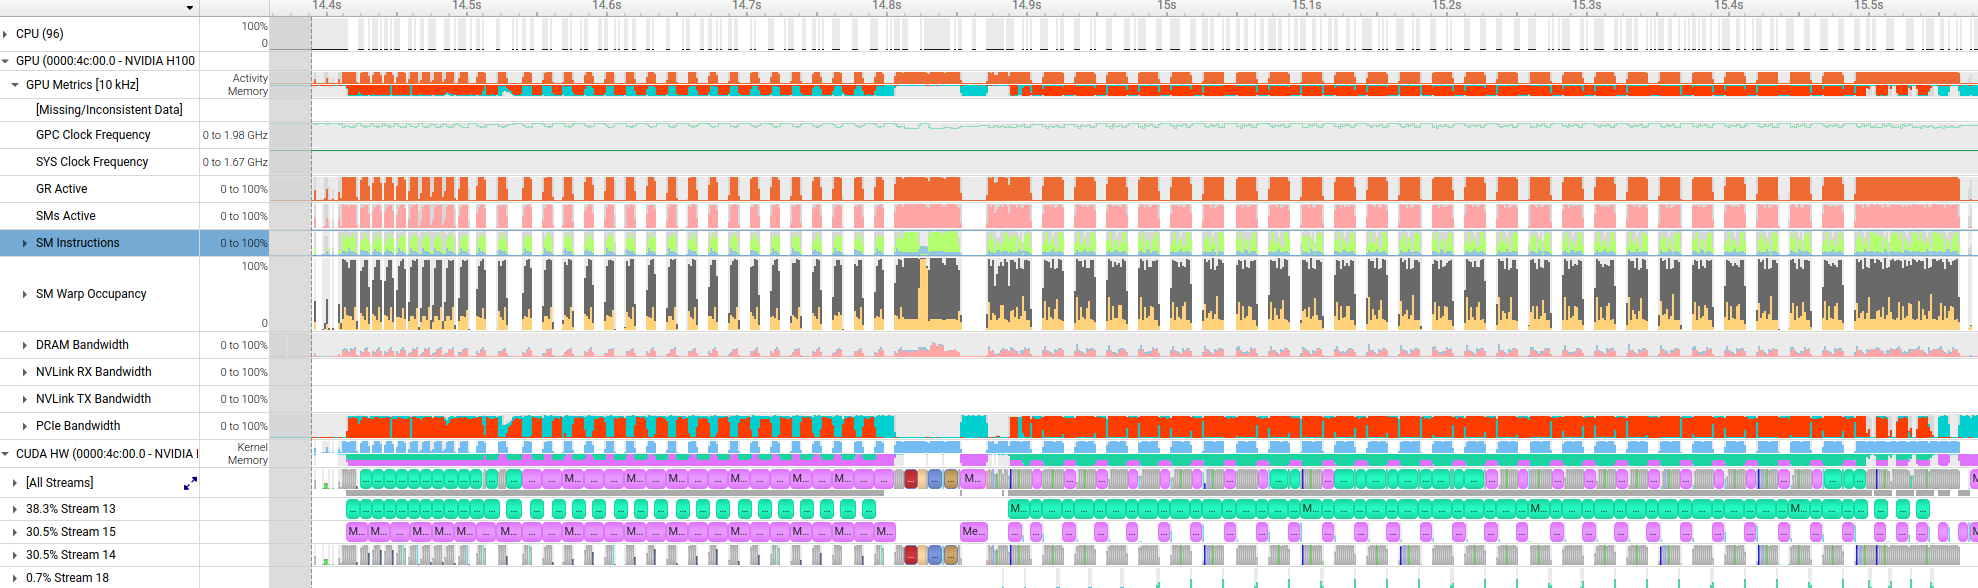 14.4s 14.5s 14.6s 14.7s 14.8s 14.9s 15s 15.1s 15.2s 15.3s 15.4s 15.5s
CPU (96) 100% 0
GPU (0000:4c:00.0 - NVIDIA H100
GPU Metrics [10 kHz] Activity Memory
[Missing/Inconsistent Data]
GPC Clock Frequency 0 to 1.98 GHz
SYS Clock Frequency 0 to 1.67 GHz
GR Active 0 to 100%
SMs Active 0 to 100%
SM Instructions 0 to 100%
SM Warp Occupancy 100% 0
DRAM Bandwidth 0 to 100%
NVLink RX Bandwidth 0 to 100%
NVLink TX Bandwidth 0 to 100%
PCIe Bandwidth 0 to 100%
CUDA HW (0000:4c:00.0 - NVIDIA Kernel Memory
[All Streams] M... M... M... M... M... M... M...
38.3% Stream 13 M... M... M... M...
30.5% Stream 15 M... M... M... M... M... M... M... M... M... M... M... M... M... Me...
30.5% Stream 14
0.7% Stream 18